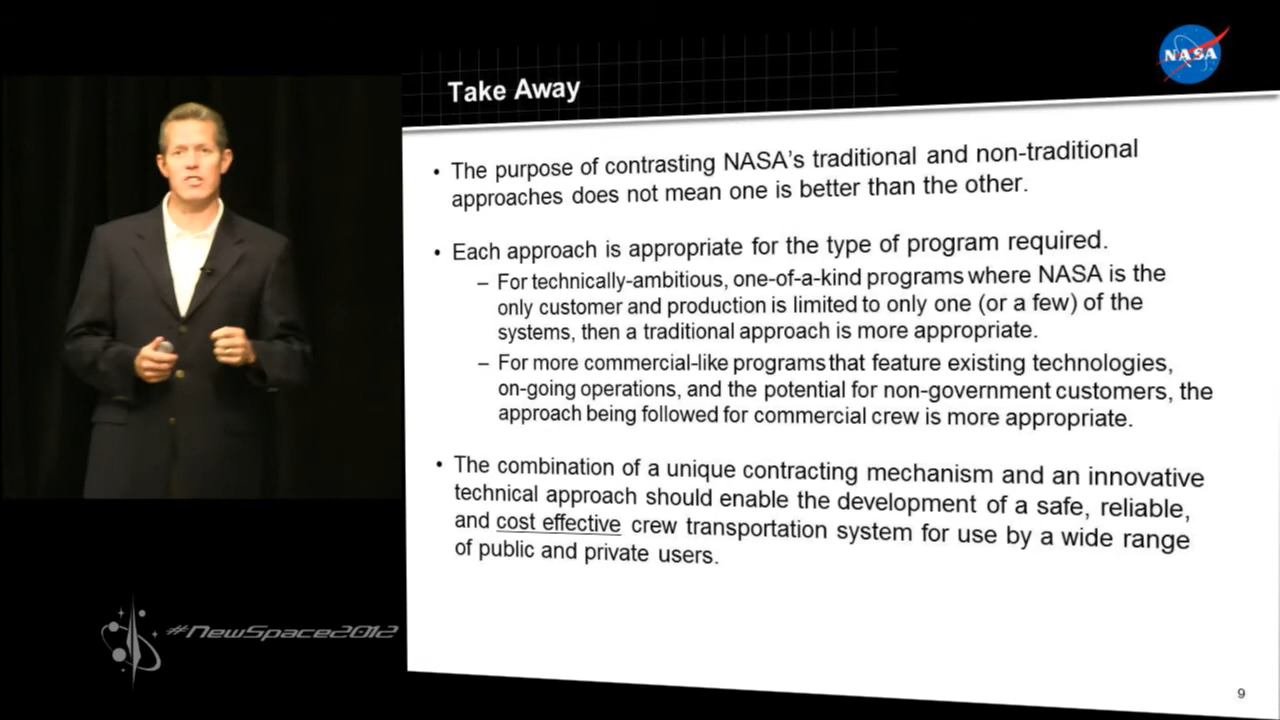 NASA
Take Away
• The purpose of contrasting NASA's traditional and non-traditional
approaches does not mean one is better than the other.
• Each approach is appropriate for the type of program required.
– For technically-ambitious, one-of-a-kind programs where NASA is the
only customer and production is limited to only one (or a few) of the
systems, then a traditional approach is more appropriate.
– For more commercial-like programs that feature existing technologies,
on-going operations, and the potential for non-government customers, the
approach being followed for commercial crew is more appropriate.
• The combination of a unique contracting mechanism and an innovative
technical approach should enable the development of a safe, reliable,
and cost effective crew transportation system for use by a wide range
of public and private users.
#NewSpace2012
9